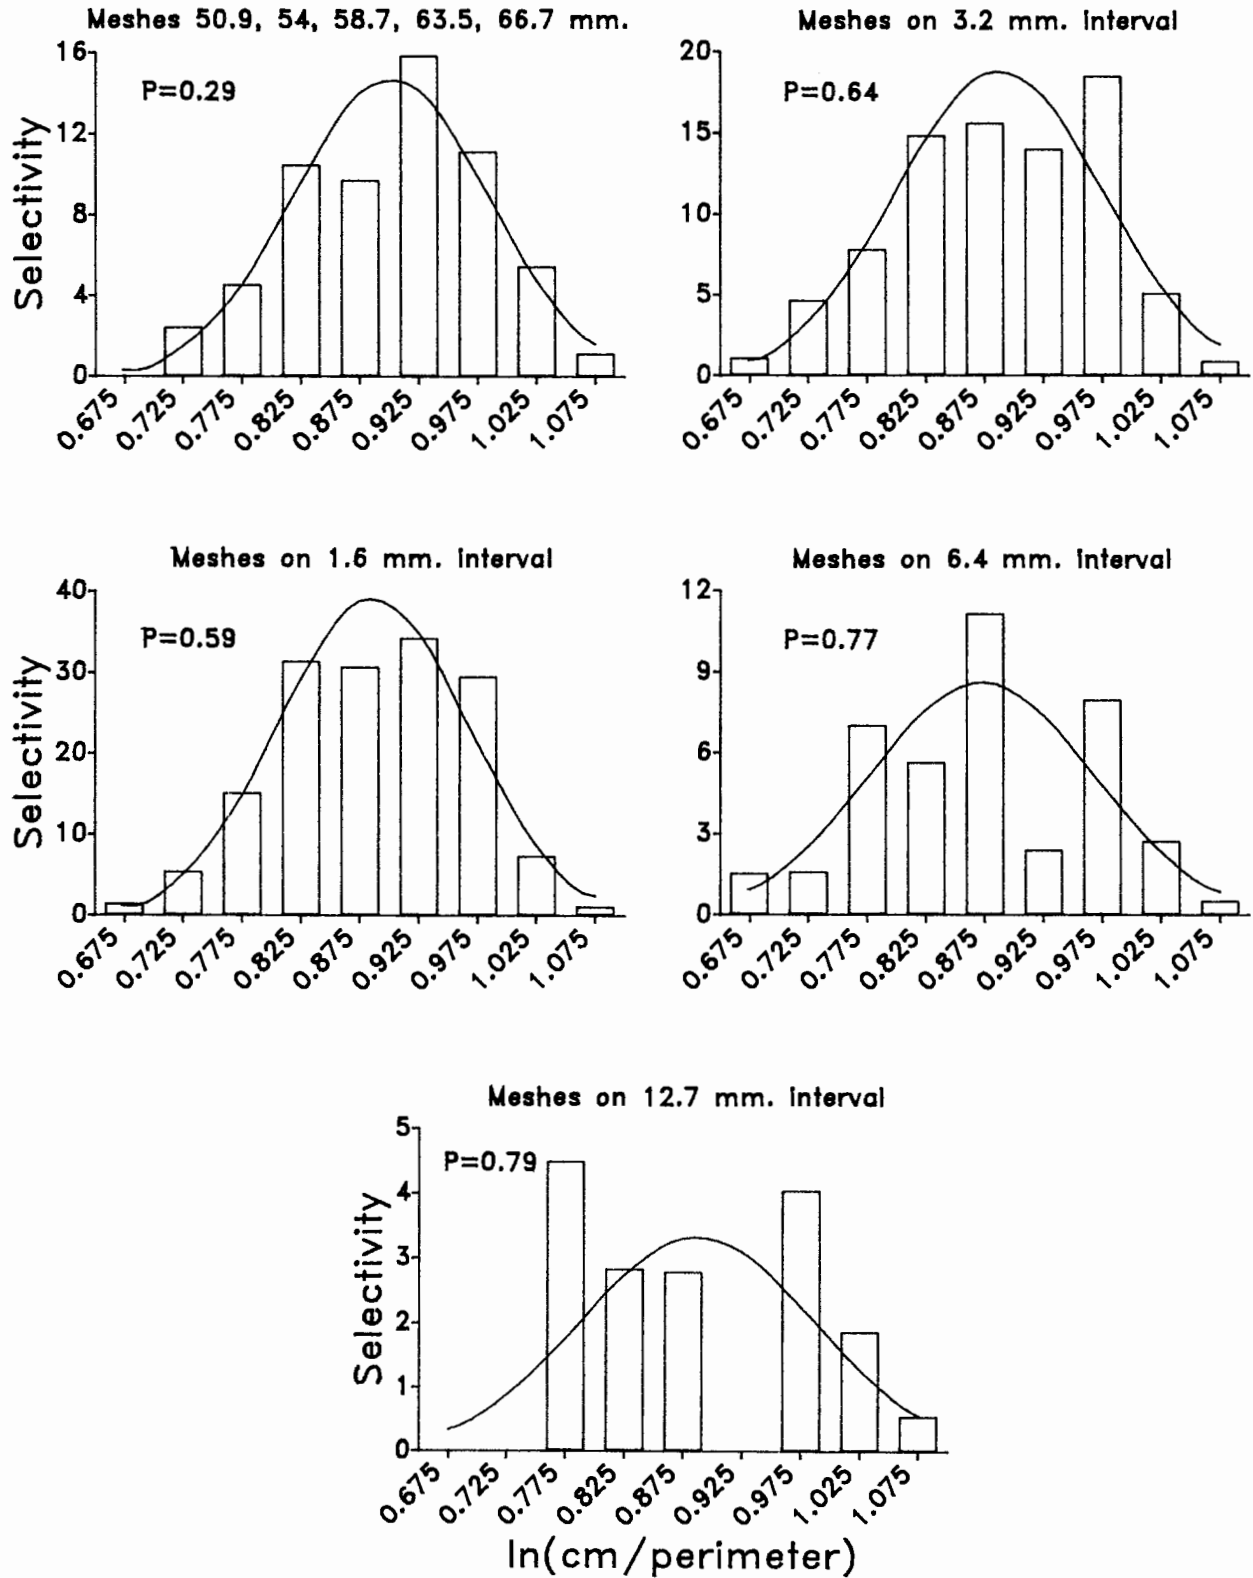 Meshes 50.9, 54, 58.7, 63.5, 66.7 mm.
P=0.29
Selectivity
16
12
8
4
0
0.675 0.725 0.775 0.825 0.875 0.925 0.975 1.025 1.075
Meshes on 3.2 mm. interval
P=0.64
20
15
10
5
0
0.675 0.725 0.775 0.825 0.875 0.925 0.975 1.025 1.075
Meshes on 1.6 mm. interval
P=0.59
Selectivity
40
30
20
10
0
0.675 0.725 0.775 0.825 0.875 0.925 0.975 1.025 1.075
Meshes on 6.4 mm. interval
P=0.77
12
9
6
3
0
0.675 0.725 0.775 0.825 0.875 0.925 0.975 1.025 1.075
Meshes on 12.7 mm. interval
P=0.79
Selectivity
5
4
3
2
1
0
0.675 0.725 0.775 0.825 0.875 0.925 0.975 1.025 1.075
ln(cm/perimeter)